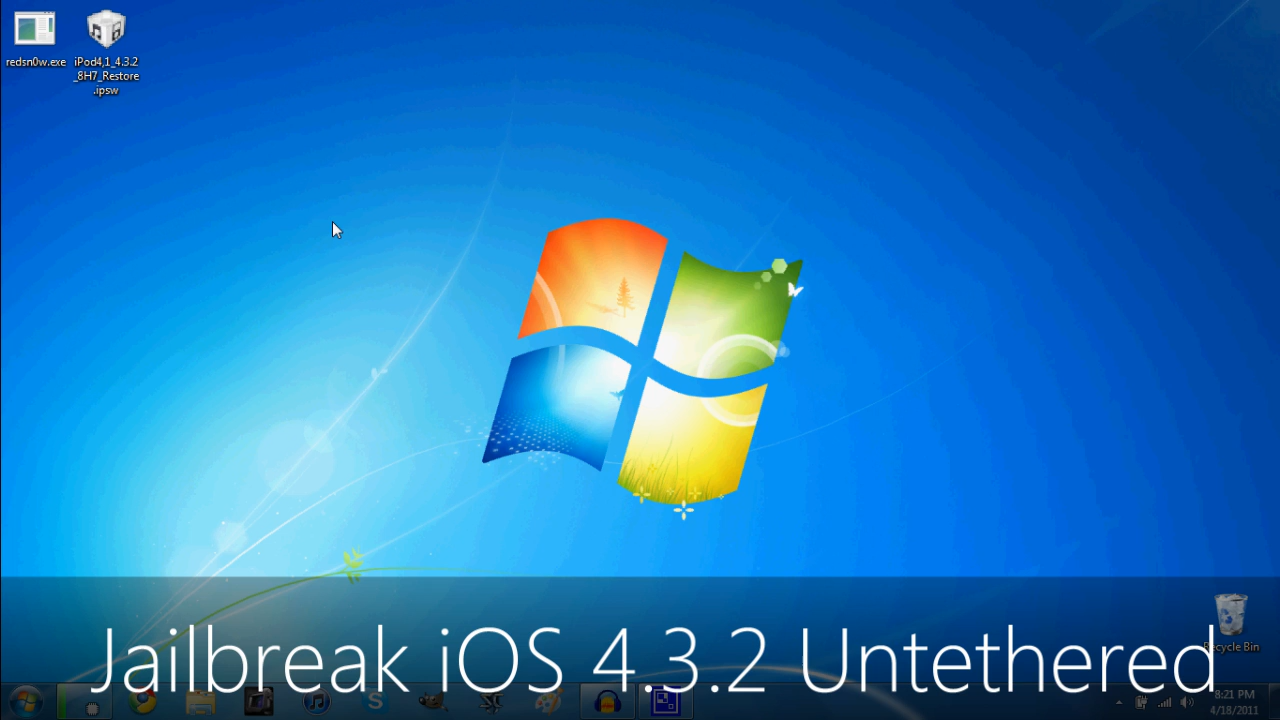 redsn0w.exe
iPod4,1_4.3.2
_8H7_Restore
.ipsw
Jailbreak iOS 4.3.2 Untethered
Recycle Bin
8:21 PM
4/18/2011